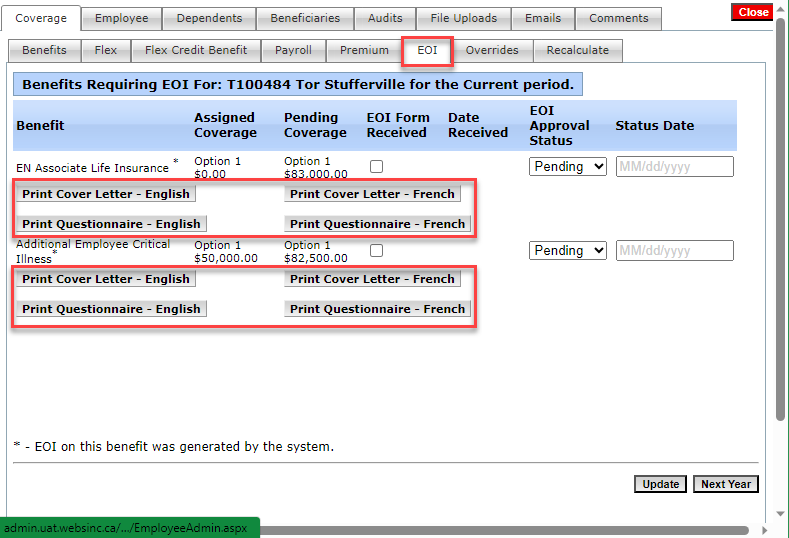 Coverage Employee Dependents Beneficiaries Audits File Uploads Emails Comments Close
Benefits Flex Flex Credit Benefit Payroll Premium EOI Overrides Recalculate
Benefits Requiring EOI For: T100484 Tor Stufferville for the Current period.
Benefit Assigned Coverage Pending Coverage EOI Form Received Date Received EOI Approval Status Status Date
EN Associate Life Insurance * Option 1 $0.00 Option 1 $83,000.00 Pending MM/dd/yyyy
Print Cover Letter - English Print Cover Letter - French
Print Questionnaire - English Print Questionnaire - French
Additional Employee Critical Illness* Option 1 $50,000.00 Option 1 $82,500.00 Pending MM/dd/yyyy
Print Cover Letter - English Print Cover Letter - French
Print Questionnaire - English Print Questionnaire - French
* - EOI on this benefit was generated by the system.
Update Next Year
admin.uat.websinc.ca/.../EmployeeAdmin.aspx